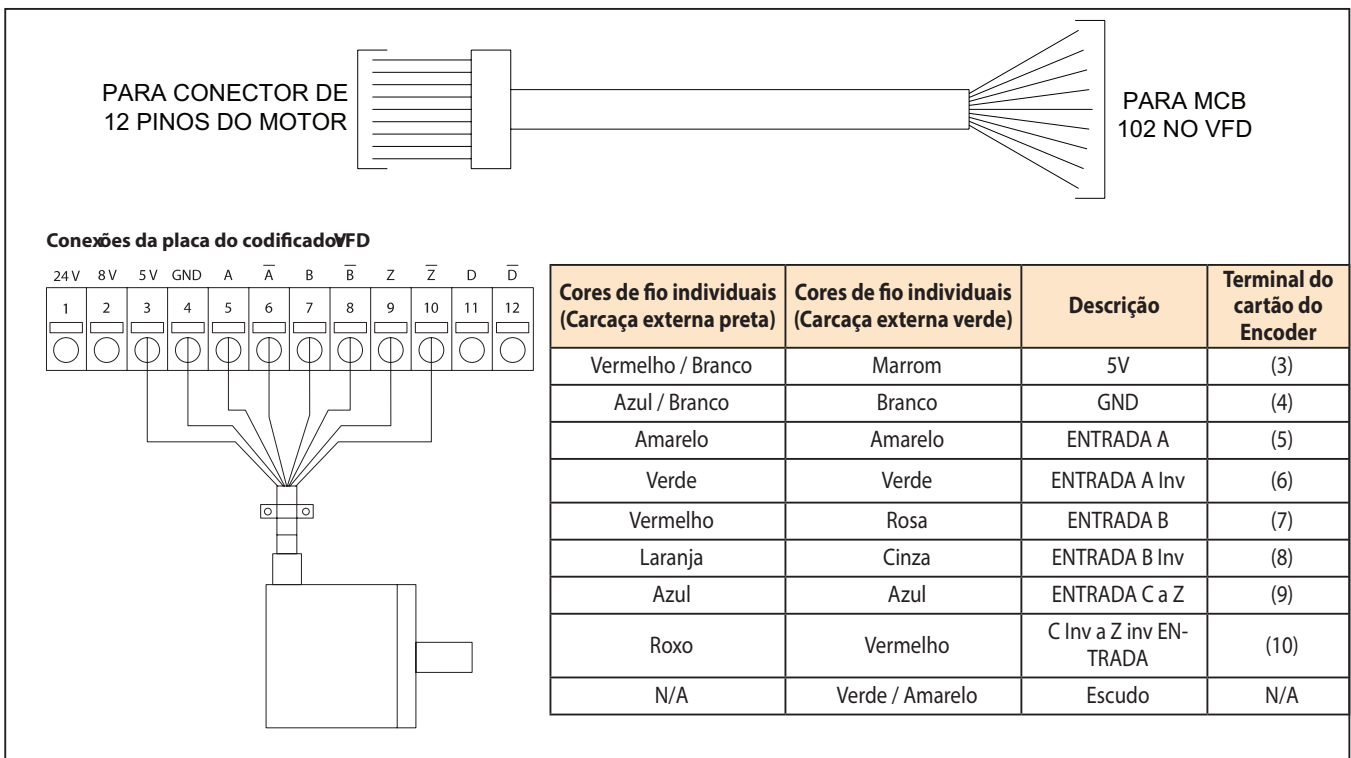 PARA CONECTOR DE
12 PINOS DO MOTOR
PARA MCB
102 NO VFD
Conexões da placa do codificador VFD
24 V 8 V 5 V GND A A̅ B B̅ Z Z̅ D D̅
1 2 3 4 5 6 7 8 9 10 11 12
Cores de fio individuais
(Carcaça externa preta)
Cores de fio individuais
(Carcaça externa verde)
Descrição
Terminal do
cartão do
Encoder
Vermelho / Branco Marrom 5V (3)
Azul / Branco Branco GND (4)
Amarelo Amarelo ENTRADA A (5)
Verde Verde ENTRADA A Inv (6)
Vermelho Rosa ENTRADA B (7)
Laranja Cinza ENTRADA B Inv (8)
Azul Azul ENTRADA C a Z (9)
Roxo Vermelho C Inv a Z inv EN-
TRADA (10)
N/A Verde / Amarelo Escudo N/A